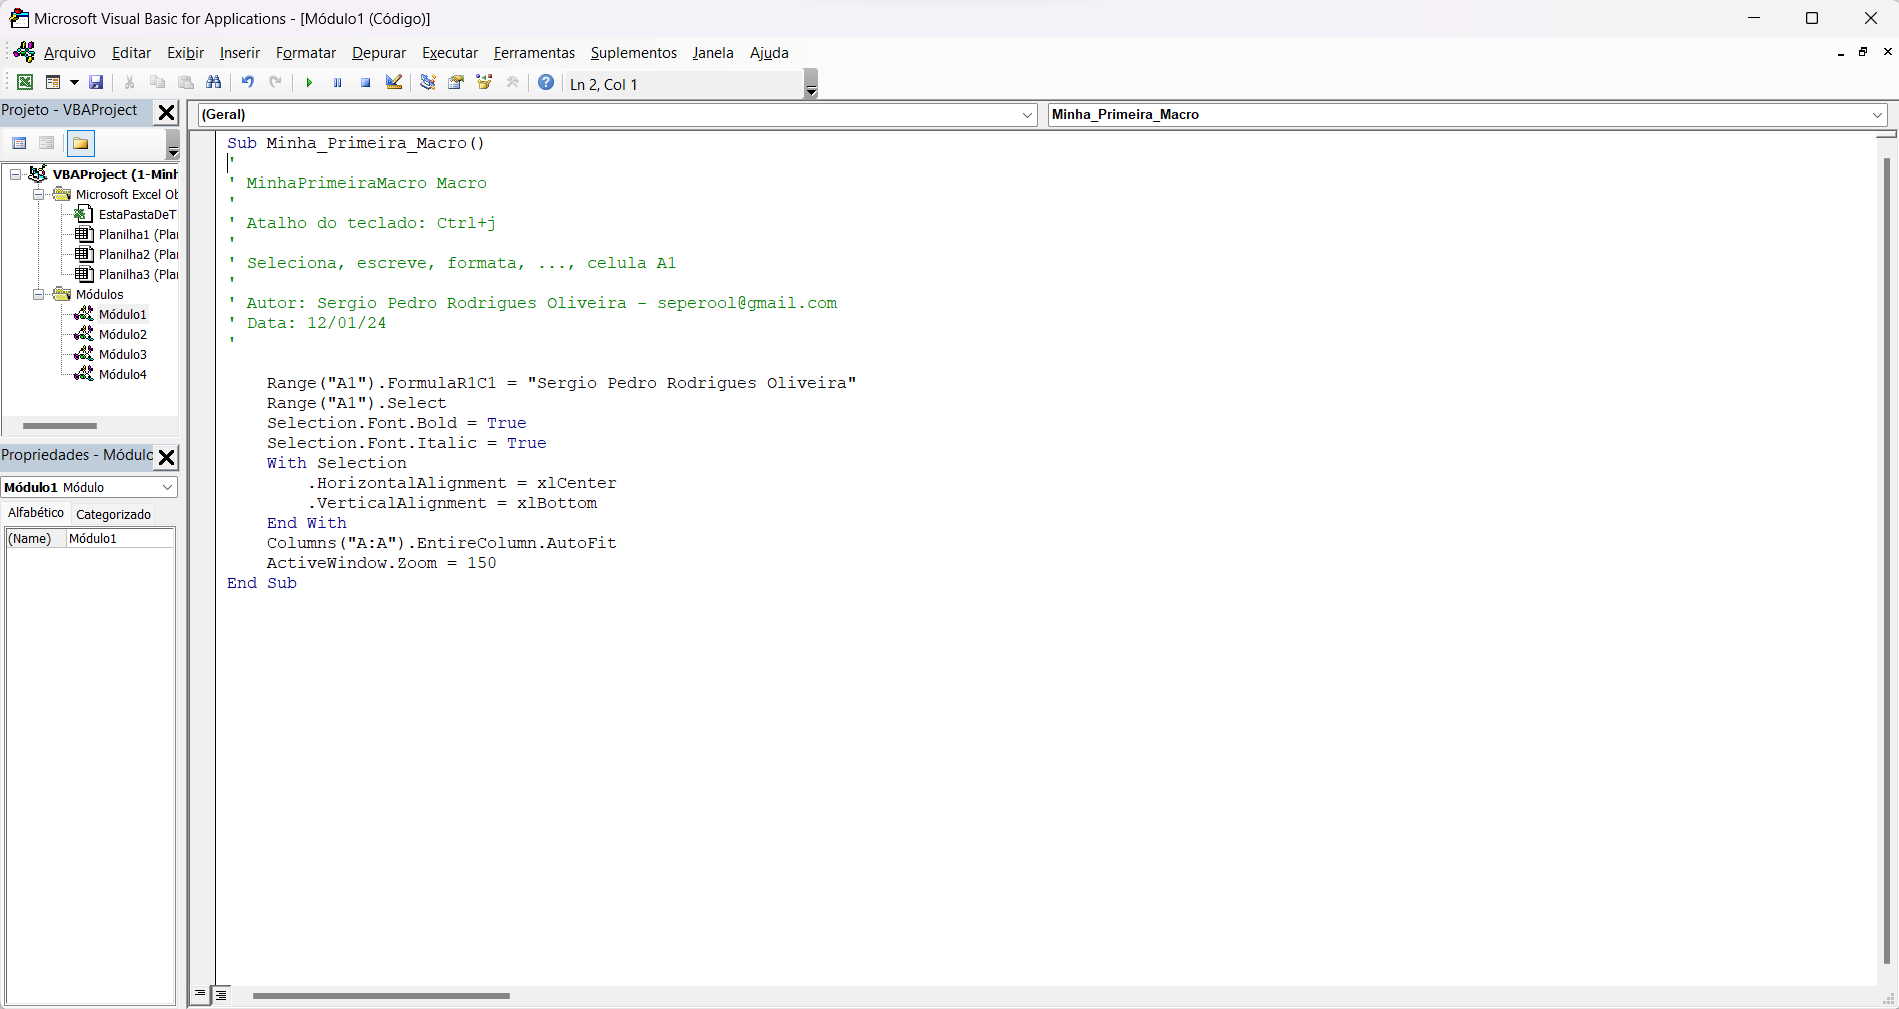 Microsoft Visual Basic for Applications - [Módulo1 (Código)]
Arquivo Editar Exibir Inserir Formatar Depurar Executar Ferramentas Suplementos Janela Ajuda
Ln 2, Col 1
Projeto - VBAProject
VBAProject (1-Minh
Microsoft Excel Ob
EstaPastaDeT
Planilha1 (Plan
Planilha2 (Plan
Planilha3 (Plan
Módulos
Módulo1
Módulo2
Módulo3
Módulo4
Propriedades - Módulo
Módulo1 Módulo
Alfabético Categorizado
(Name) Módulo1
(Geral) Minha_Primeira_Macro
Sub Minha_Primeira_Macro()
'
' MinhaPrimeiraMacro Macro
'
' Atalho do teclado: Ctrl+j
'
' Seleciona, escreve, formata, ..., celula A1
'
' Autor: Sergio Pedro Rodrigues Oliveira - seperool@gmail.com
' Data: 12/01/24
'
Range("A1").FormulaR1C1 = "Sergio Pedro Rodrigues Oliveira"
Range("A1").Select
Selection.Font.Bold = True
Selection.Font.Italic = True
With Selection
.HorizontalAlignment = xlCenter
.VerticalAlignment = xlBottom
End With
Columns("A:A").EntireColumn.AutoFit
ActiveWindow.Zoom = 150
End Sub